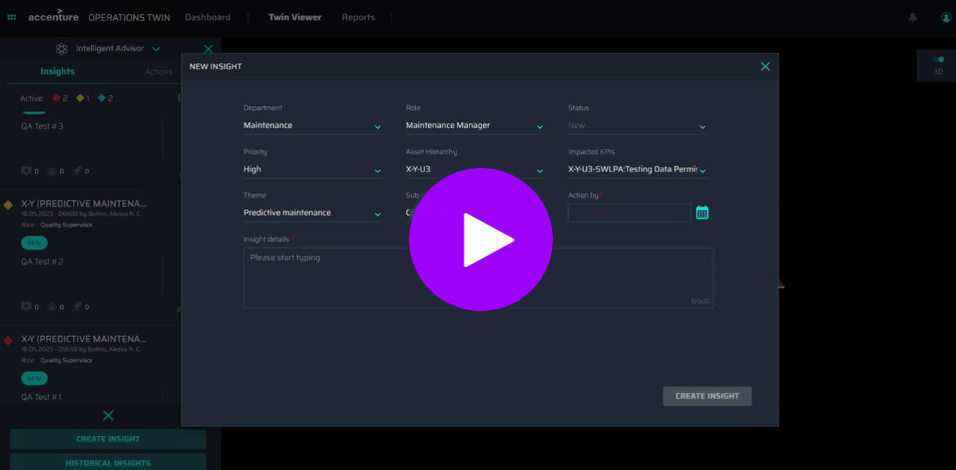 accenture OPERATIONS TWIN Dashboard Twin Viewer Reports
Intelligent Advisor
Insights Actions
Active: 2 1 2
QA Test #3
0 0 0
X-Y (PREDICTIVE MAINTENA...
10.05.2023 - 06h00 by Bahno, Alessa N. C.
Role: Quality Supervisor
NEW
QA Test #2
0 0 0
X-Y (PREDICTIVE MAINTENA...
10.05.2023 - 05h59 by Bahno, Alessa N. C.
Role: Quality Supervisor
NEW
QA Test #1
CREATE INSIGHT
HISTORICAL INSIGHTS
NEW INSIGHT
Department Role Status
Maintenance Maintenance Manager New
Priority Asset Hierarchy Impacted KPIs
High X-Y-U3 X-Y-U3-SWLPA:Testing Data Permis
Theme Sub- Action by*
Predictive maintenance
Insight details *
Please start typing
0/500
CREATE INSIGHT
3D